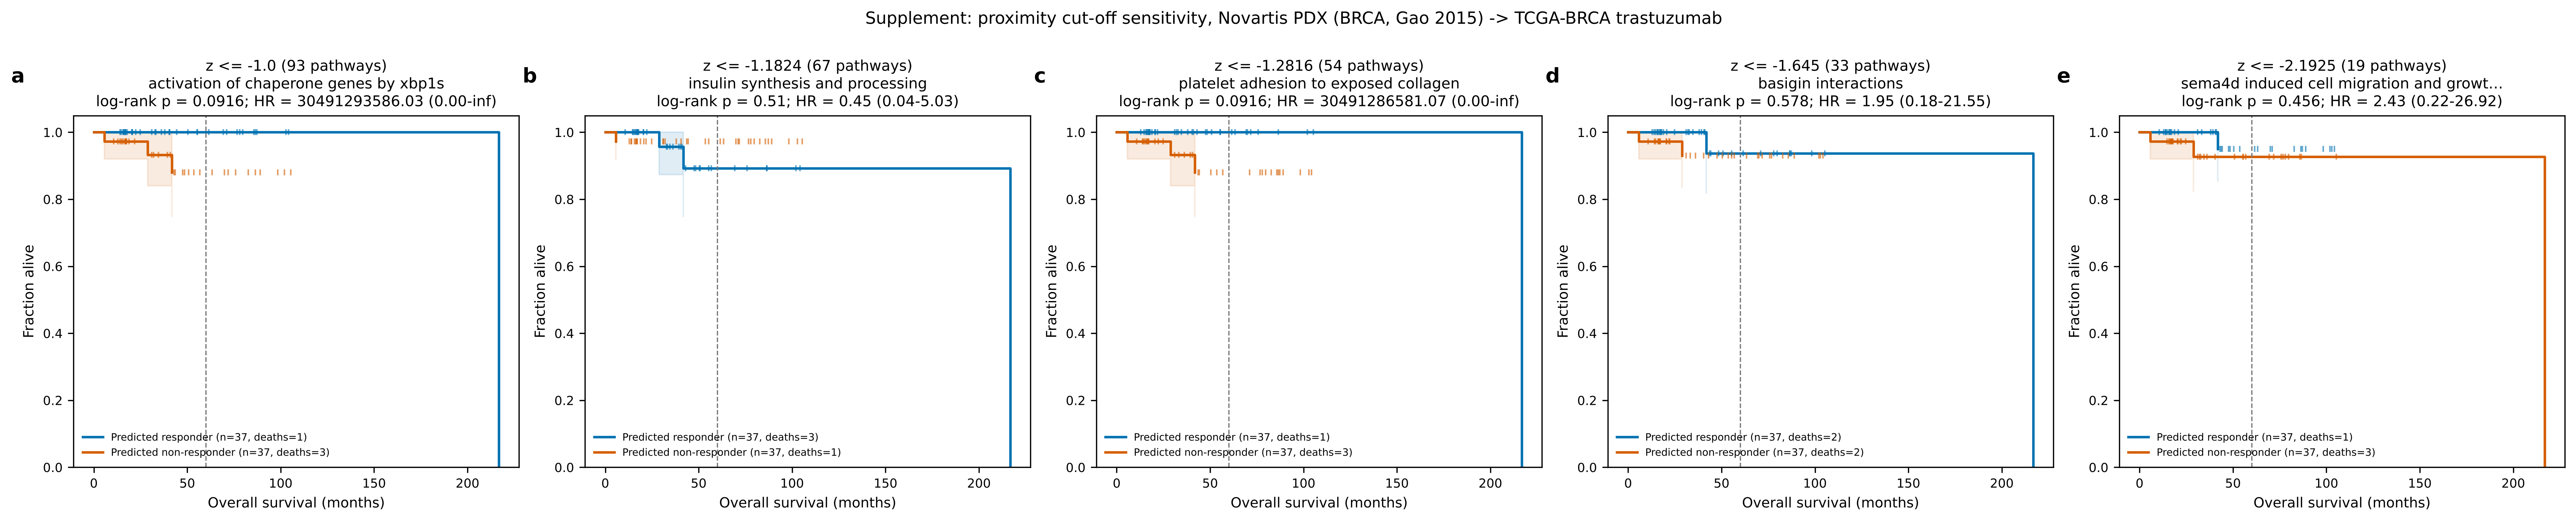 Supplement: proximity cut-off sensitivity, Novartis PDX (BRCA, Gao 2015) -> TCGA-BRCA trastuzumab
a
z <= -1.0 (93 pathways)
activation of chaperone genes by xbp1s
log-rank p = 0.0916; HR = 30491293586.03 (0.00-inf)
Fraction alive
1.0
0.8
0.6
0.4
0.2
0.0
Predicted responder (n=37, deaths=1)
Predicted non-responder (n=37, deaths=3)
0 50 100 150 200
Overall survival (months)
b
z <= -1.1824 (67 pathways)
insulin synthesis and processing
log-rank p = 0.51; HR = 0.45 (0.04-5.03)
Fraction alive
1.0
0.8
0.6
0.4
0.2
0.0
Predicted responder (n=37, deaths=3)
Predicted non-responder (n=37, deaths=1)
0 50 100 150 200
Overall survival (months)
c
z <= -1.2816 (54 pathways)
platelet adhesion to exposed collagen
log-rank p = 0.0916; HR = 30491286581.07 (0.00-inf)
Fraction alive
1.0
0.8
0.6
0.4
0.2
0.0
Predicted responder (n=37, deaths=1)
Predicted non-responder (n=37, deaths=3)
0 50 100 150 200
Overall survival (months)
d
z <= -1.645 (33 pathways)
basigin interactions
log-rank p = 0.578; HR = 1.95 (0.18-21.55)
Fraction alive
1.0
0.8
0.6
0.4
0.2
0.0
Predicted responder (n=37, deaths=2)
Predicted non-responder (n=37, deaths=2)
0 50 100 150 200
Overall survival (months)
e
z <= -2.1925 (19 pathways)
sema4d induced cell migration and growt...
log-rank p = 0.456; HR = 2.43 (0.22-26.92)
Fraction alive
1.0
0.8
0.6
0.4
0.2
0.0
Predicted responder (n=37, deaths=1)
Predicted non-responder (n=37, deaths=3)
0 50 100 150 200
Overall survival (months)